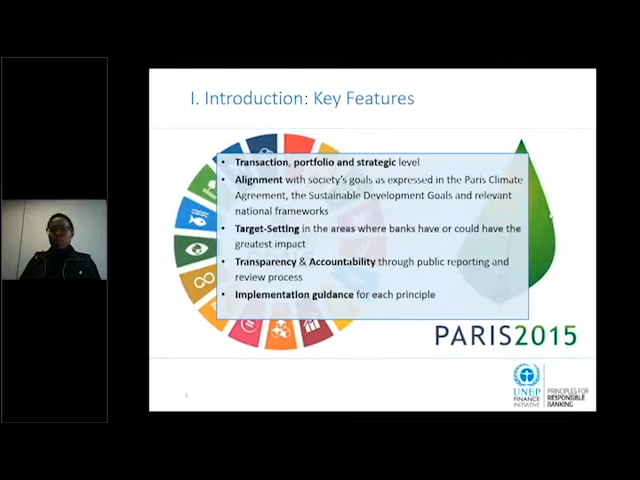 I. Introduction: Key Features
• Transaction, portfolio and strategic level
• Alignment with society's goals as expressed in the Paris Climate
Agreement, the Sustainable Development Goals and relevant
national frameworks
• Target-Setting in the areas where banks have or could have the
greatest impact
• Transparency & Accountability through public reporting and
review process
• Implementation guidance for each principle
PARIS2015
UNEP
FINANCE
INITIATIVE
PRINCIPLES FOR
RESPONSIBLE
BANKING